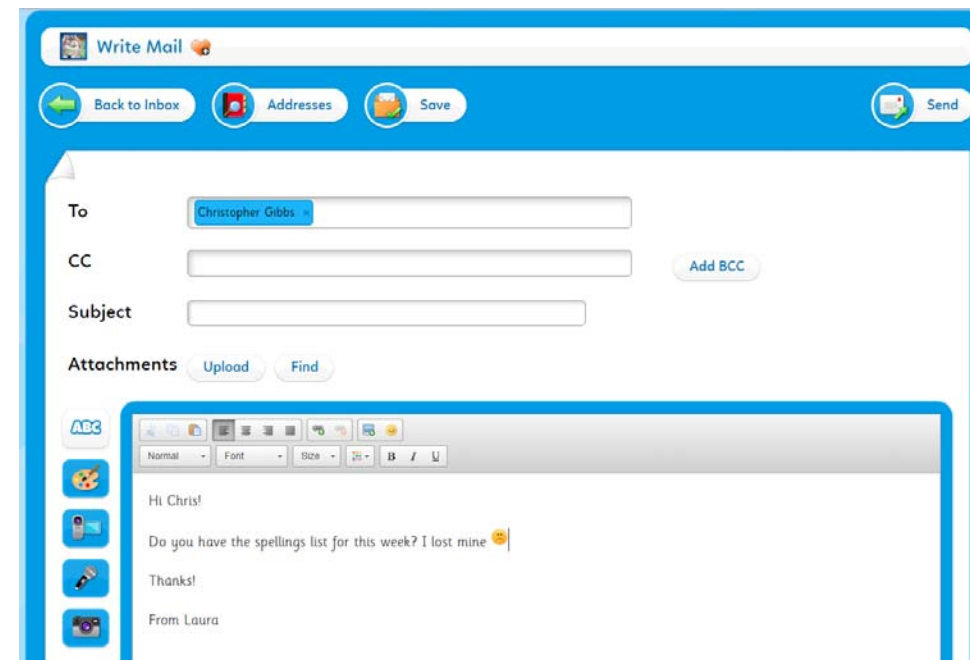 Write Mail
Back to Inbox Addresses Save Send
To Christopher Gibbs ×
CC Add BCC
Subject
Attachments Upload Find
ABC
Normal Font Size B I U
Hi Chris!
Do you have the spellings list for this week? I lost mine
Thanks!
From Laura